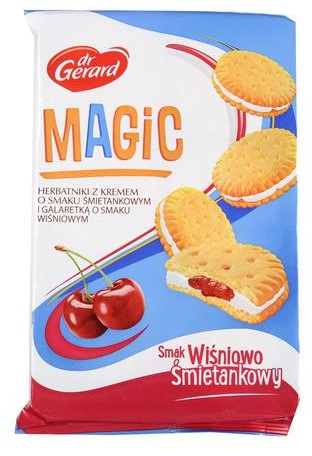 dr
Gerard
MAGiC
HERBATNIKI Z KREMEM
O SMAKU ŚMIETANKOWYM
I GALARETKĄ O SMAKU
WIŚNIOWYM
Smak Wiśniowo
Śmietankowy